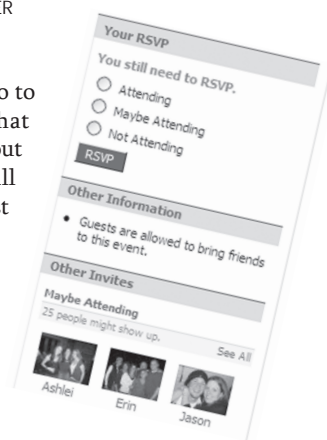 Your RSVP
You still need to RSVP.
Attending
Maybe Attending
Not Attending
RSVP
Other Information
• Guests are allowed to bring friends
to this event.
Other Invites
Maybe Attending
25 people might show up.
See All
Ashlei
Erin
Jason